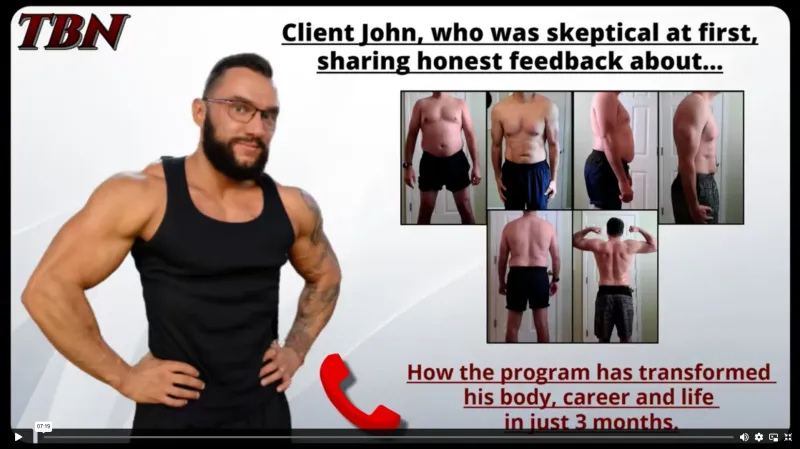 TBN
Client John, who was skeptical at first,
sharing honest feedback about...
How the program has transformed
his body, career and life
in just 3 months.
07:19